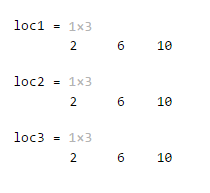 loc1 = 1×3
2 6 10
loc2 = 1×3
2 6 10
loc3 = 1×3
2 6 10